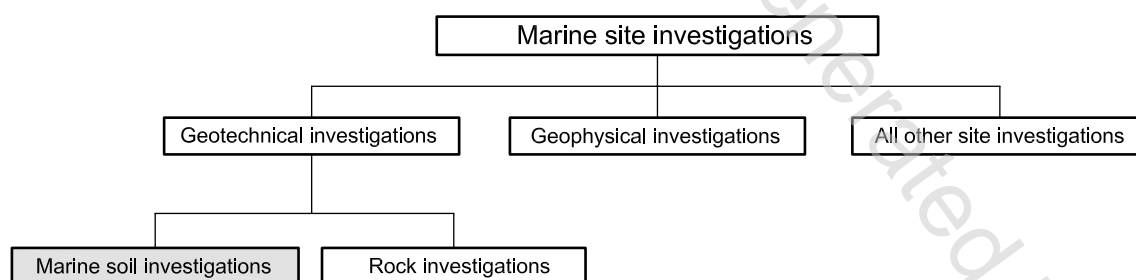 Marine site investigations
Geotechnical investigations
Geophysical investigations
All other site investigations
Marine soil investigations
Rock investigations